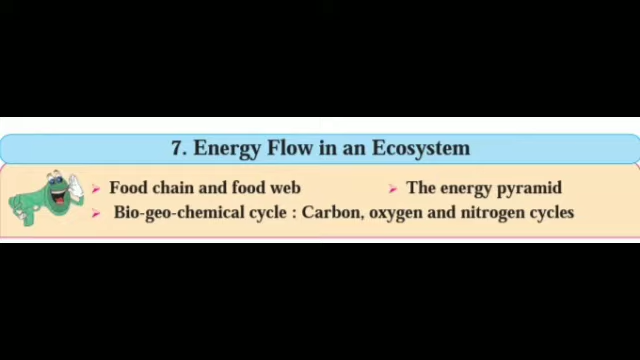 7. Energy Flow in an Ecosystem
➢ Food chain and food web ➢ The energy pyramid
➢ Bio-geo-chemical cycle : Carbon, oxygen and nitrogen cycles